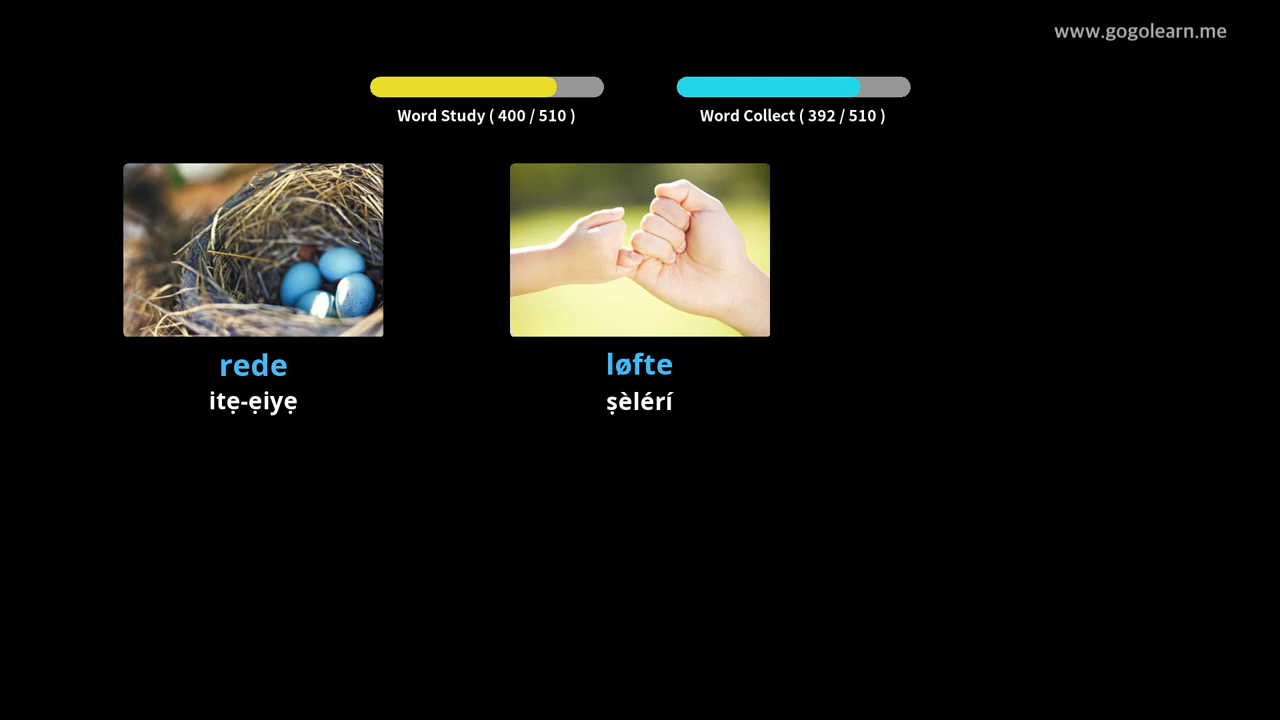 www.gogolearn.me
Word Study ( 400 / 510 )
Word Collect ( 392 / 510 )
rede
itẹ-ẹiyẹ
løfte
ṣèlérí